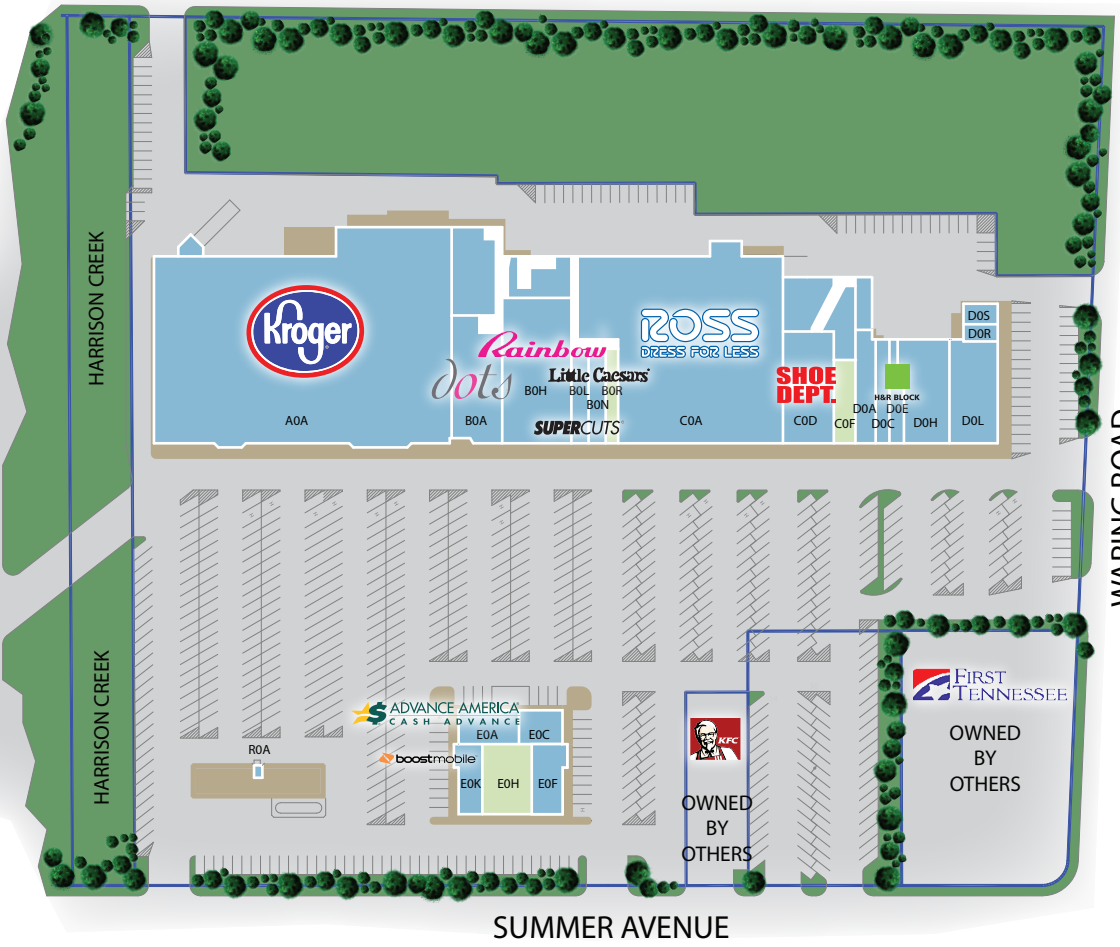 HARRISON CREEK
Kroger
A0A
Rainbow
dots
B0A
B0H
Little Caesars
B0L
B0R
B0N
SUPERCUTS
ROSS
DRESS FOR LESS
C0A
SHOE
DEPT.
C0D
C0F
D0A
D0C
H&R BLOCK
D0E
D0H
D0L
D0S
D0R
WARING ROAD
HARRISON CREEK
R0A
ADVANCE AMERICA
CASH ADVANCE
E0A
E0C
boostmobile
E0K
E0H
E0F
KFC
OWNED
BY
OTHERS
FIRST
TENNESSEE
OWNED
BY
OTHERS
SUMMER AVENUE